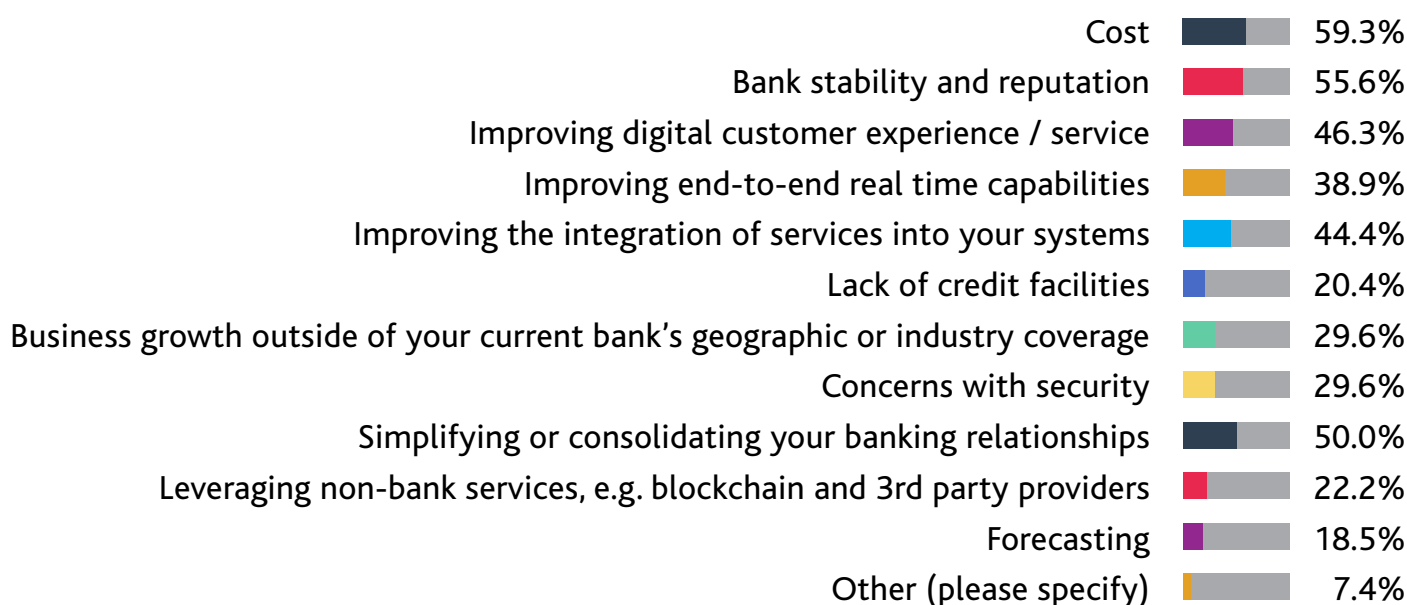 Cost 59.3%
Bank stability and reputation 55.6%
Improving digital customer experience / service 46.3%
Improving end-to-end real time capabilities 38.9%
Improving the integration of services into your systems 44.4%
Lack of credit facilities 20.4%
Business growth outside of your current bank’s geographic or industry coverage 29.6%
Concerns with security 29.6%
Simplifying or consolidating your banking relationships 50.0%
Leveraging non-bank services, e.g. blockchain and 3rd party providers 22.2%
Forecasting 18.5%
Other (please specify) 7.4%